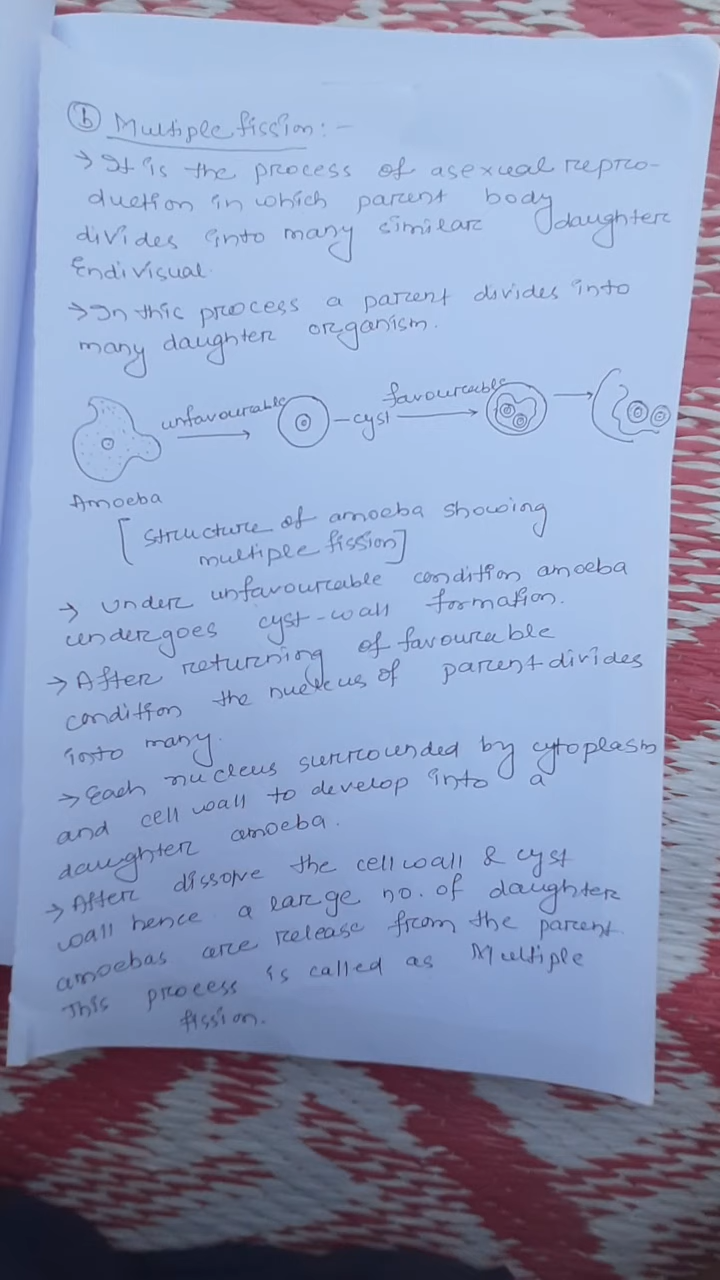 ⓑ Multiple fission:-
→ It is the process of asexual repro-
duction in which parent body
divides into many similar daughter
Endivisual.
→ In this process a parent divides into
many daughter organism.
unfavourable
cyst
favourable
Amoeba
[Structure of amoeba showing
multiple fission]
→ Under unfavourable condition amoeba
undergoes cyst-wall formation.
→ After returning of favourable
condition the nucleus of parent divides
into many.
→ Each nucleus surrounded by cytoplasm
and cell wall to develop into a
daughter amoeba.
→ After dissolve the cell wall & cyst
wall hence a large no. of daughter
amoebas are release from the parent.
This process is called as Multiple
fission.